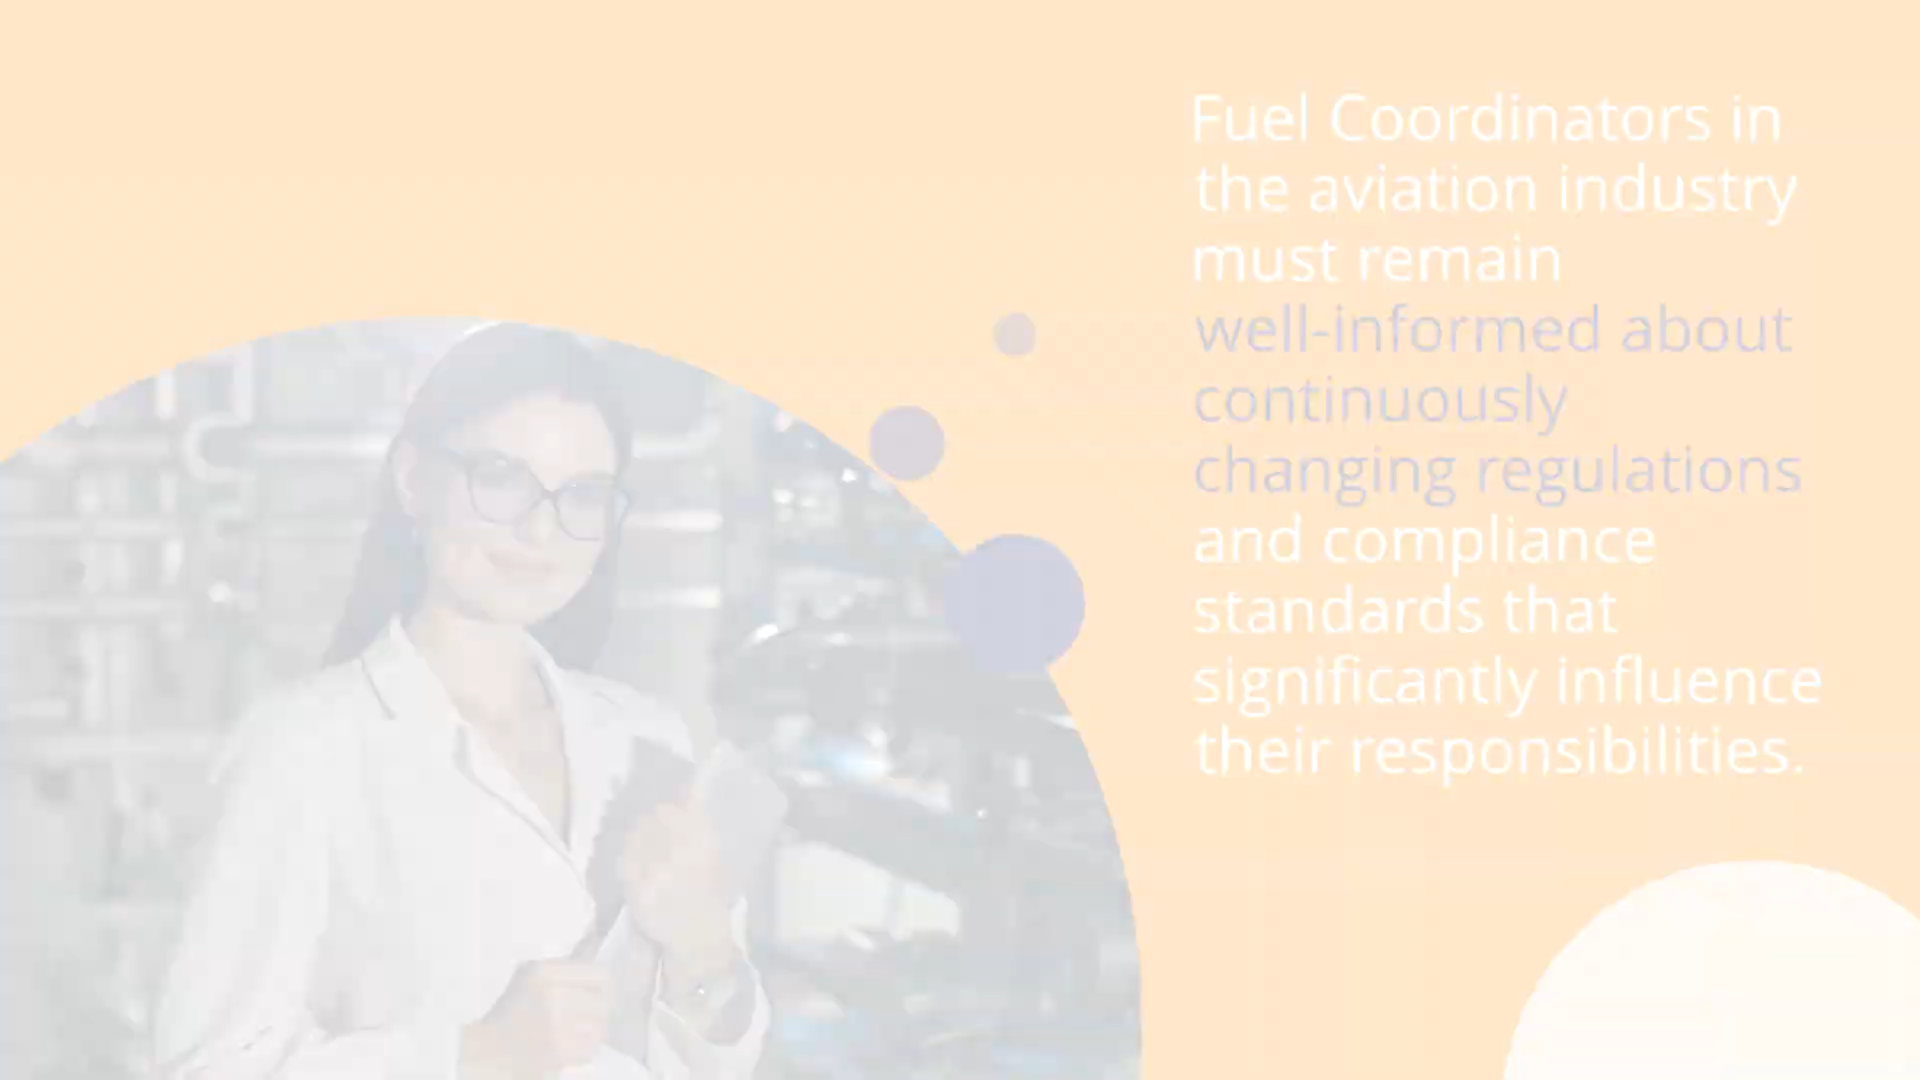 Fuel Coordinators in
the aviation industry
must remain
well-informed about
continuously
changing regulations
and compliance
standards that
significantly influence
their responsibilities.